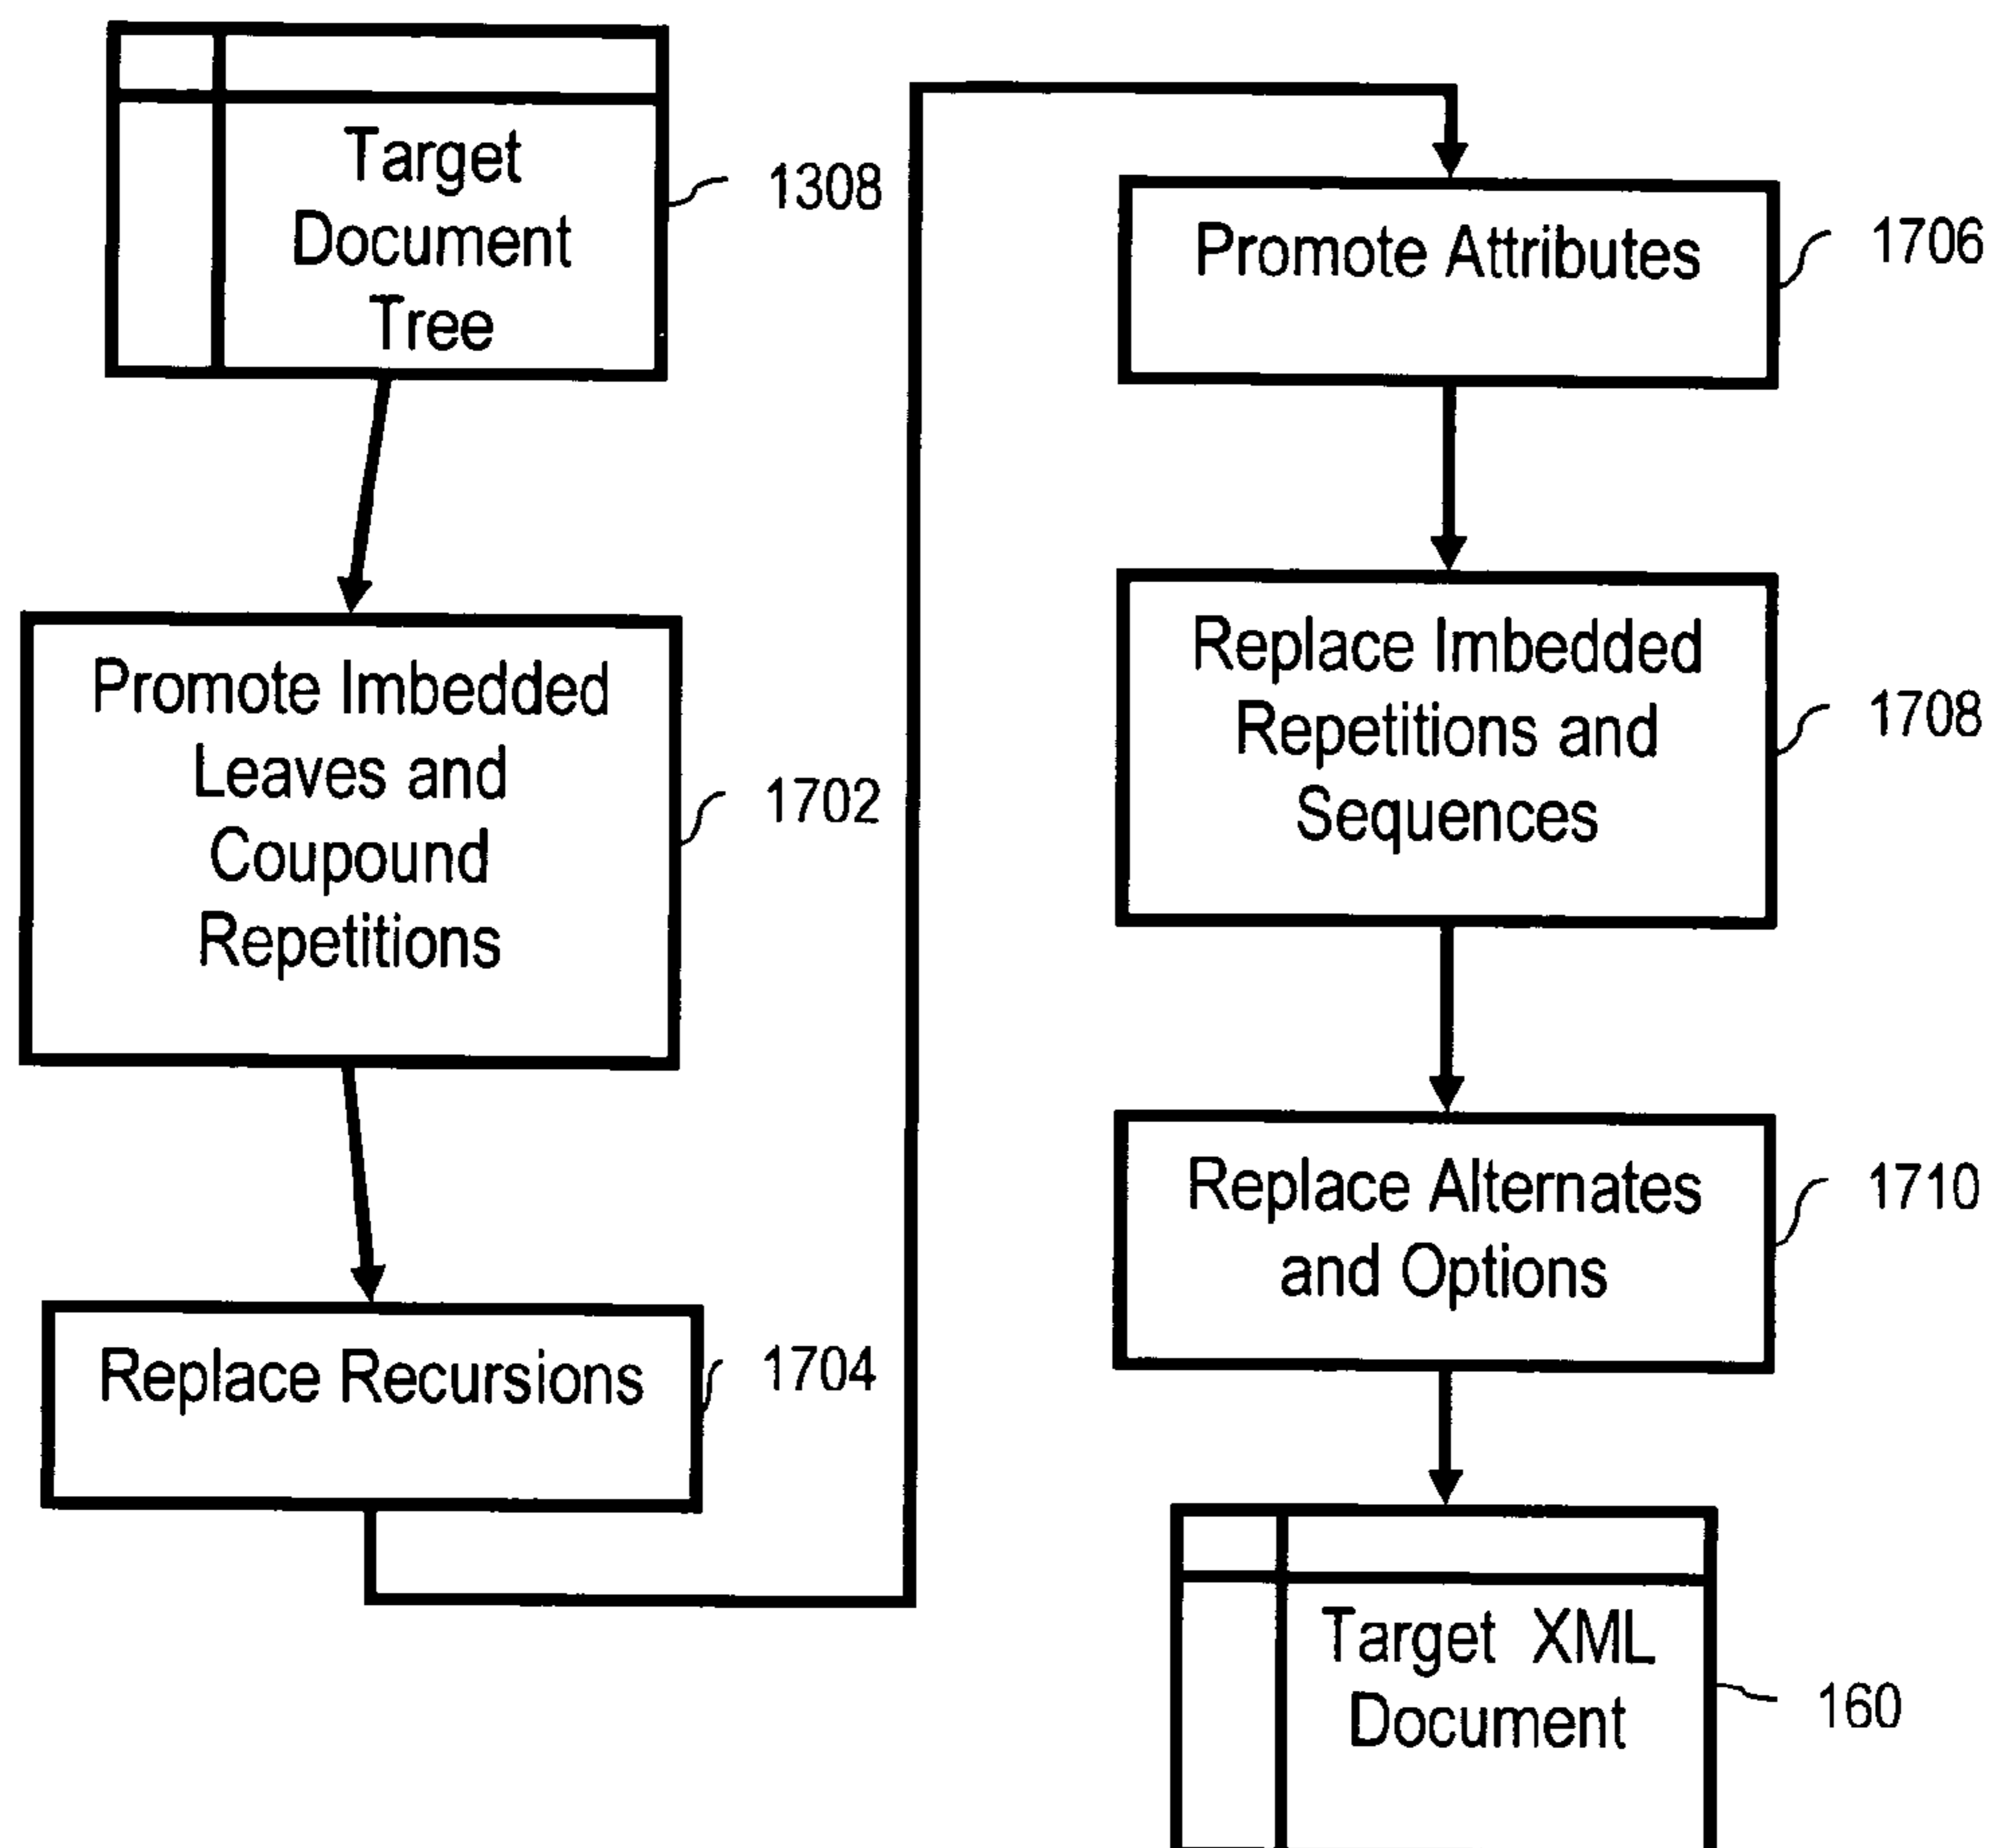 Target
Document
Tree
1308
Promote Imbedded
Leaves and
Coupound
Repetitions
1702
Replace Recursions
1704
Promote Attributes
1706
Replace Imbedded
Repetitions and
Sequences
1708
Replace Alternates
and Options
1710
Target XML
Document
160